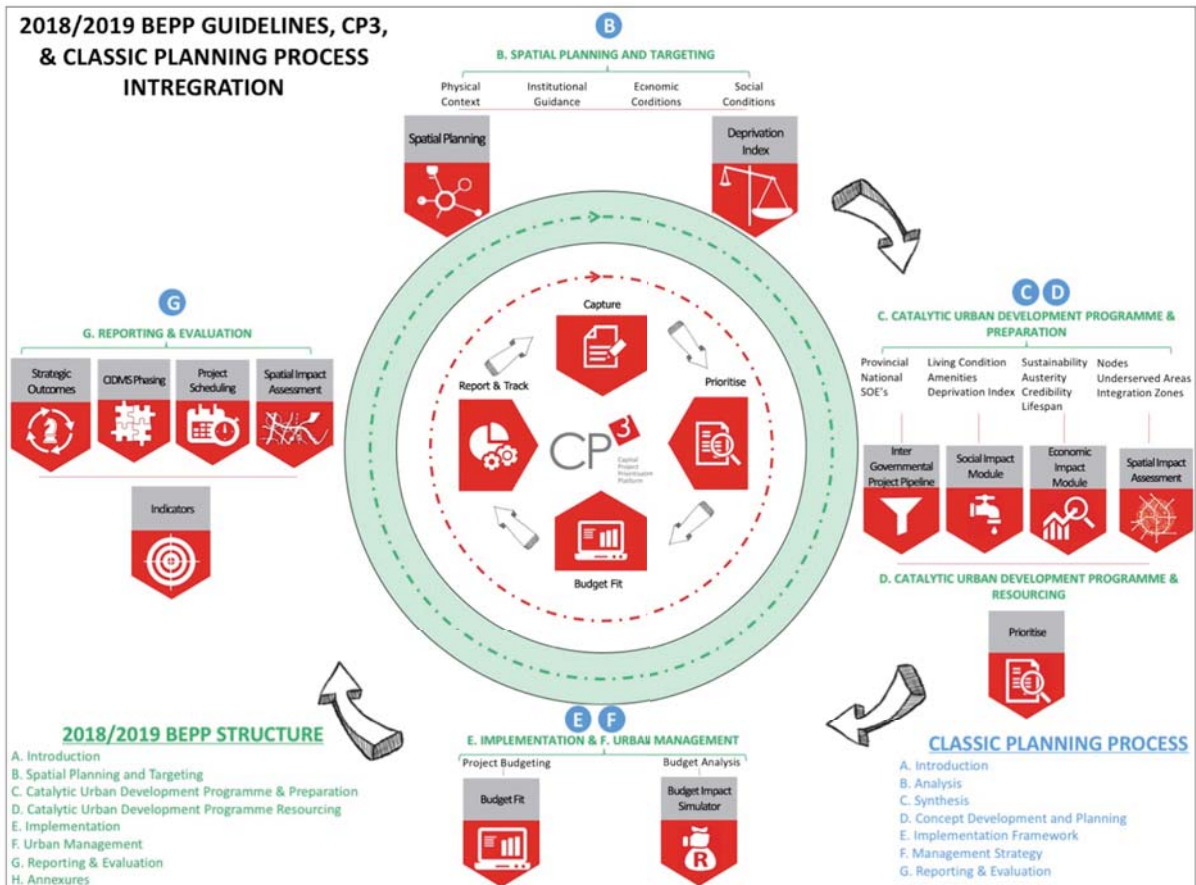 2018/2019 BEPP GUIDELINES, CP3,
& CLASSIC PLANNING PROCESS
INTREGRATION
B
B. SPATIAL PLANNING AND TARGETING
Physical
Context
Institutional
Guidance
Economic
Conditions
Social
Conditions
Spatial Planning
Deprivation
Index
C D
C. CATALYTIC URBAN DEVELOPMENT PROGRAMME &
PREPARATION
Provincial
National
SOE's
Living Condition
Amenities
Deprivation Index
Sustainability
Austerity
Credibility
Lifespan
Nodes
Underserved Areas
Integration Zones
Inter
Governmental
Project Pipeline
Social Impact
Module
Economic
Impact
Module
Spatial Impact
Assessment
D. CATALYTIC URBAN DEVELOPMENT PROGRAMME &
RESOURCING
Prioritise
G
G. REPORTING & EVALUATION
Strategic
Outcomes
CIDMS Phasing
Project
Scheduling
Spatial Impact
Assessment
Indicators
Capture
Prioritise
Report & Track
CP3
Capital
Project
Prioritisation
Platform
Budget Fit
E F
E. IMPLEMENTATION & F. URBAN MANAGEMENT
Project Budgeting
Budget Analysis
Budget Fit
Budget Impact
Simulator
R
2018/2019 BEPP STRUCTURE
A. Introduction
B. Spatial Planning and Targeting
C. Catalytic Urban Development Programme & Preparation
D. Catalytic Urban Development Programme Resourcing
E. Implementation
F. Urban Management
G. Reporting & Evaluation
H. Annexures
CLASSIC PLANNING PROCESS
A. Introduction
B. Analysis
C. Synthesis
D. Concept Development and Planning
E. Implementation Framework
F. Management Strategy
G. Reporting & Evaluation